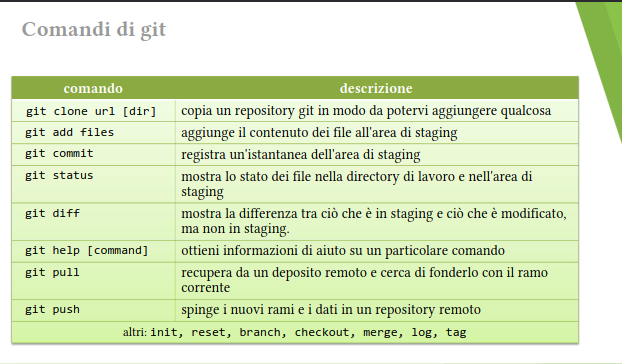 Comandi di git
comando descrizione
git clone url [dir] copia un repository git in modo da potervi aggiungere qualcosa
git add files aggiunge il contenuto dei file all'area di staging
git commit registra un'istantanea dell'area di staging
git status mostra lo stato dei file nella directory di lavoro e nell'area di
staging
git diff mostra la differenza tra ciò che è in staging e ciò che è modificato,
ma non in staging.
git help [command] ottieni informazioni di aiuto su un particolare comando
git pull recupera da un deposito remoto e cerca di fonderlo con il ramo
corrente
git push spinge i nuovi rami e i dati in un repository remoto
altri: init, reset, branch, checkout, merge, log, tag